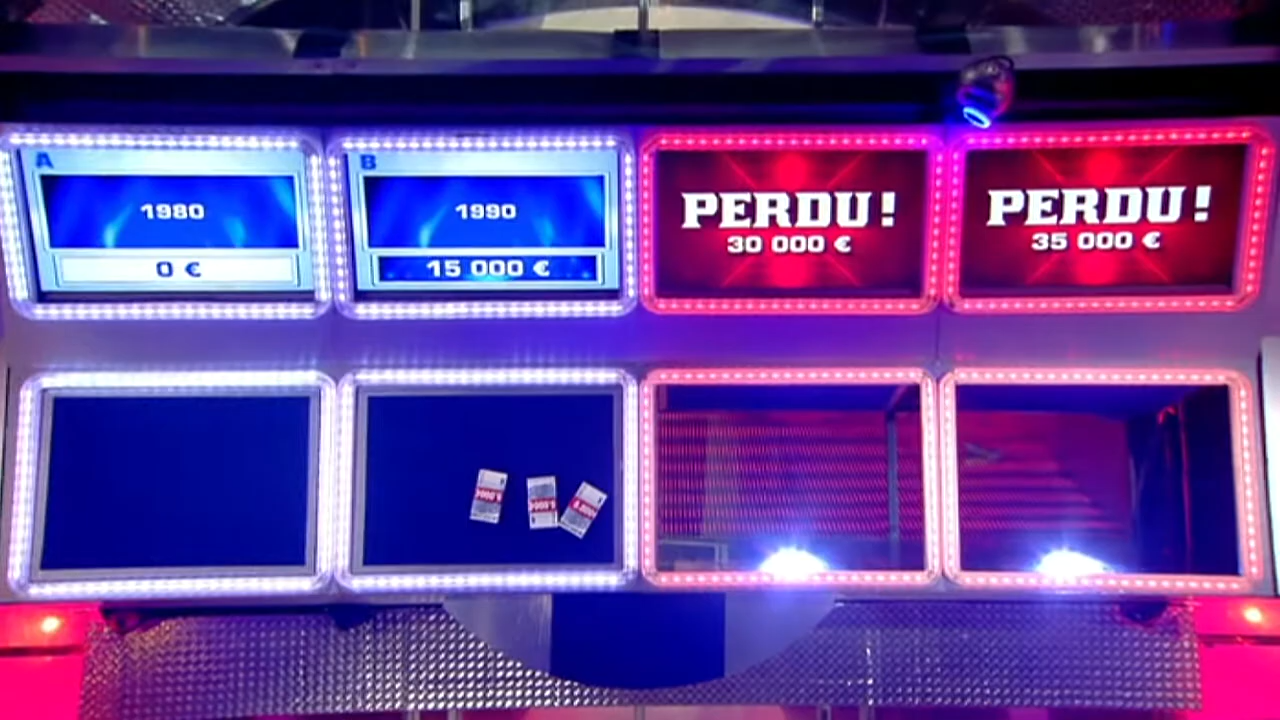 A
1980
0 €
B
1990
15 000 €
PERDU!
30 000 €
PERDU!
35 000 €